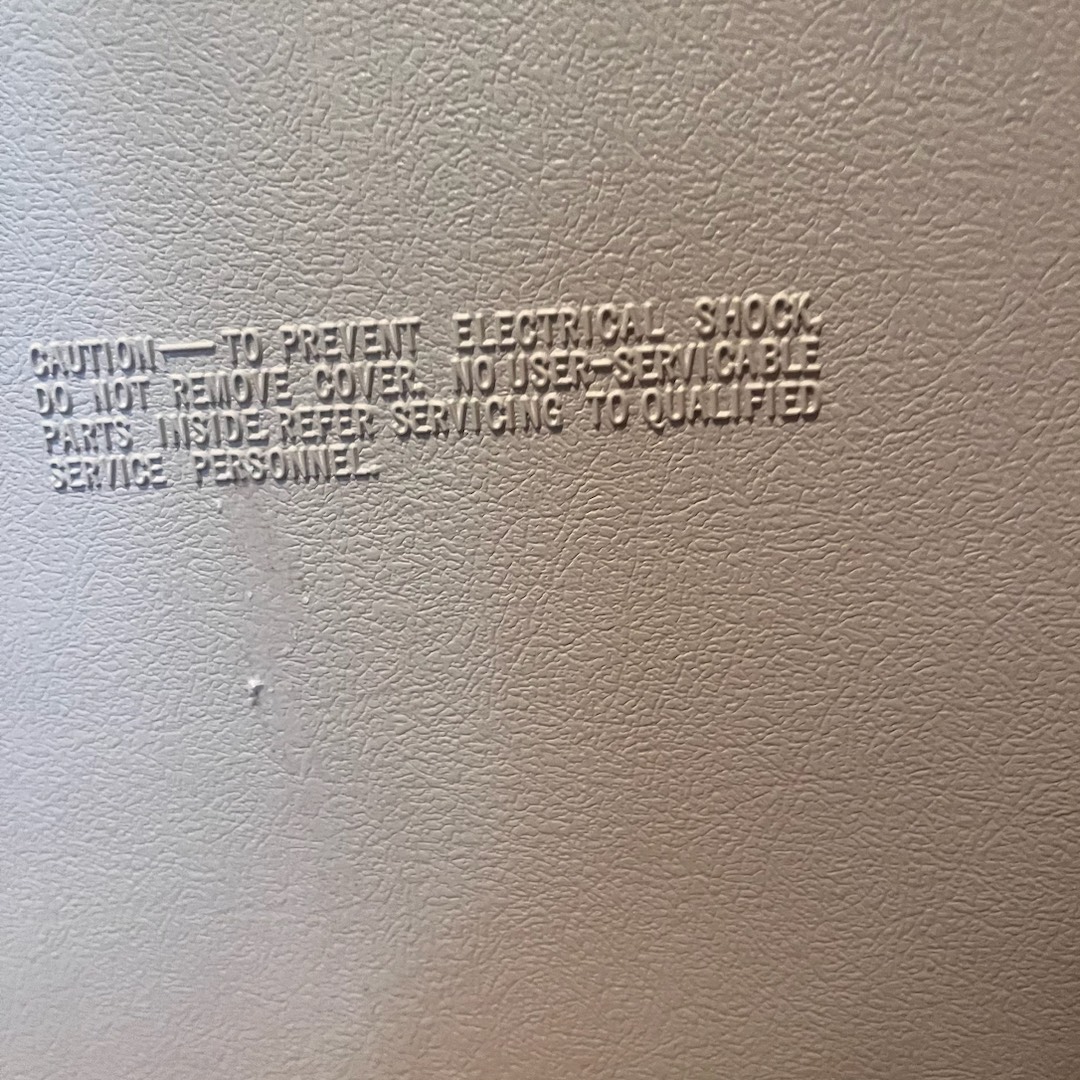 CAUTION—TO PREVENT ELECTRICAL SHOCK,
DO NOT REMOVE COVER. NO USER-SERVICABLE
PARTS INSIDE. REFER SERVICING TO QUALIFIED
SERVICE PERSONNEL.